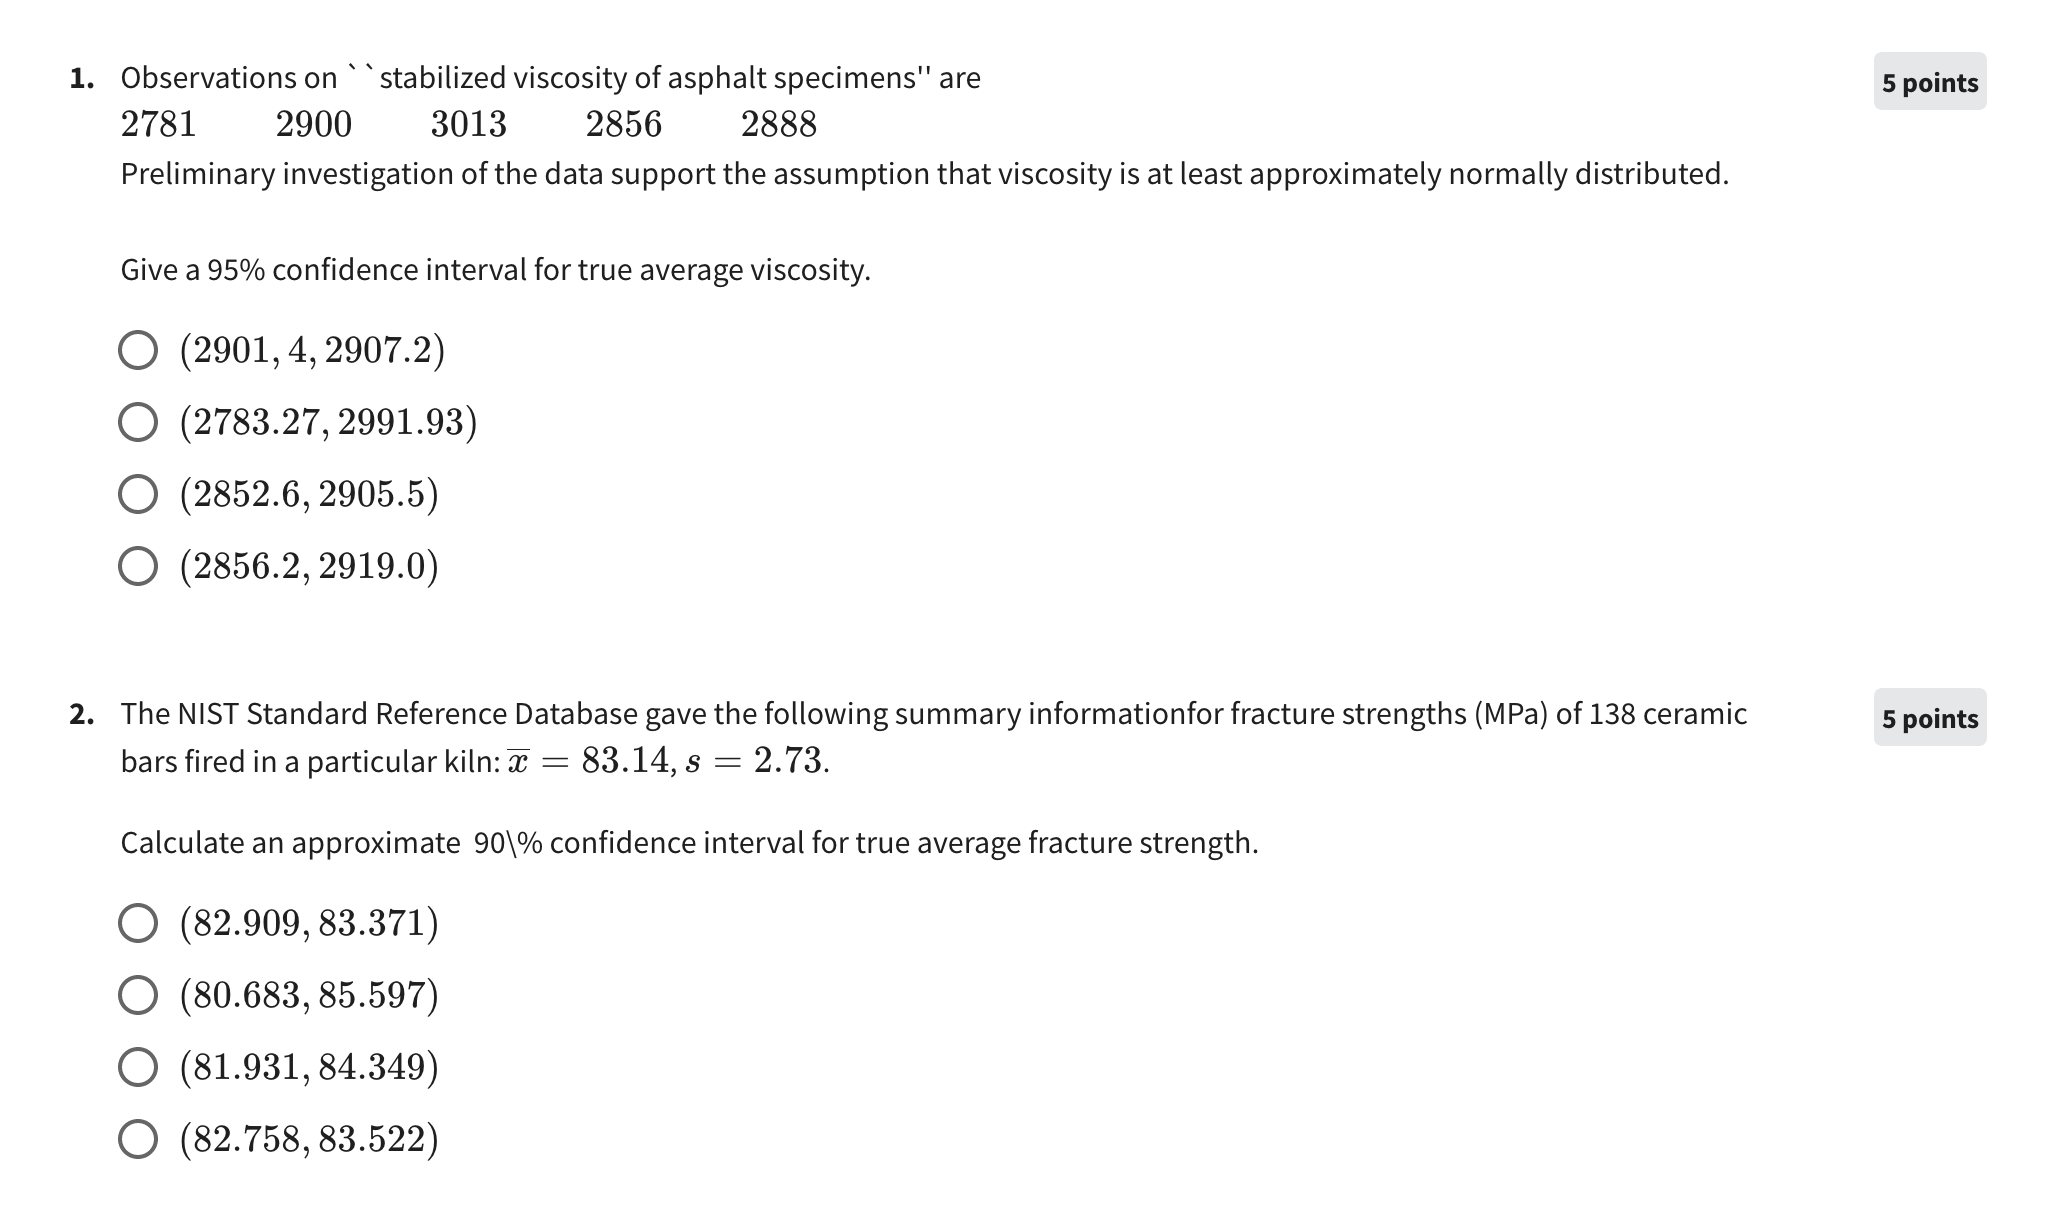 1. Observations on ``stabilized viscosity of asphalt specimens'' are
5 points
2781 2900 3013 2856 2888
Preliminary investigation of the data support the assumption that viscosity is at least approximately normally distributed.
Give a 95% confidence interval for true average viscosity.
(2901, 4, 2907.2)
(2783.27, 2991.93)
(2852.6, 2905.5)
(2856.2, 2919.0)
2. The NIST Standard Reference Database gave the following summary informationfor fracture strengths (MPa) of 138 ceramic
5 points
bars fired in a particular kiln: x̅ = 83.14, s = 2.73.
Calculate an approximate 90\% confidence interval for true average fracture strength.
(82.909, 83.371)
(80.683, 85.597)
(81.931, 84.349)
(82.758, 83.522)